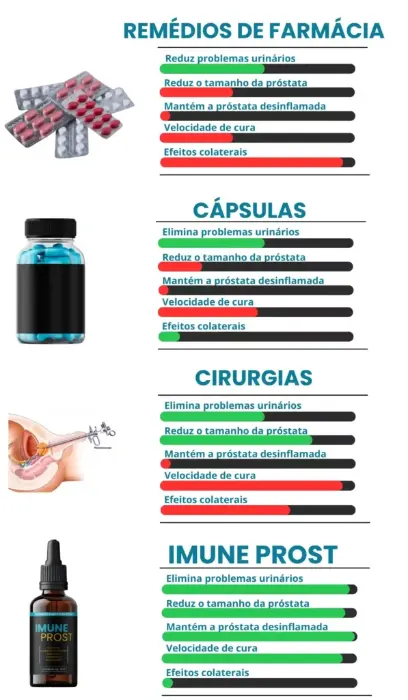 REMÉDIOS DE FARMÁCIA
Reduz problemas urinários
Reduz o tamanho da próstata
Mantém a próstata desinflamada
Velocidade de cura
Efeitos colaterais
CÁPSULAS
Elimina problemas urinários
Reduz o tamanho da próstata
Mantém a próstata desinflamada
Velocidade de cura
Efeitos colaterais
CIRURGIAS
Elimina problemas urinários
Reduz o tamanho da próstata
Mantém a próstata desinflamada
Velocidade de cura
Efeitos colaterais
IMUNE PROST
Elimina problemas urinários
Reduz o tamanho da próstata
Mantém a próstata desinflamada
Velocidade de cura
Efeitos colaterais
IMUNE
PROST